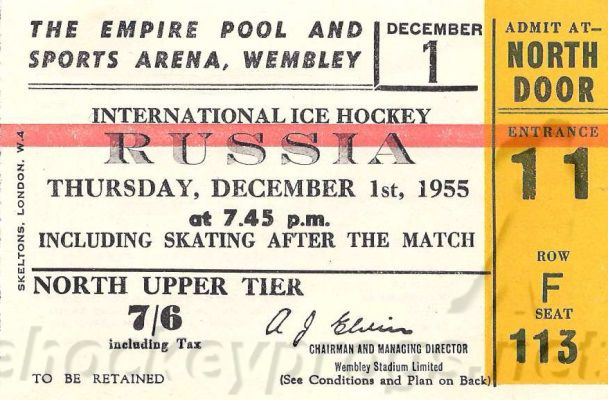 THE EMPIRE POOL AND
SPORTS ARENA, WEMBLEY
DECEMBER
1
INTERNATIONAL ICE HOCKEY
RUSSIA
THURSDAY, DECEMBER 1st, 1955
at 7.45 p.m.
INCLUDING SKATING AFTER THE MATCH
NORTH UPPER TIER
7/6
including Tax
TO BE RETAINED
A J Elvin
CHAIRMAN AND MANAGING DIRECTOR
Wembley Stadium Limited
(See Conditions and Plan on Back)
SKELTONS, LONDON, W.4
ADMIT AT—
NORTH
DOOR
ENTRANCE
11
ROW
F
SEAT
113